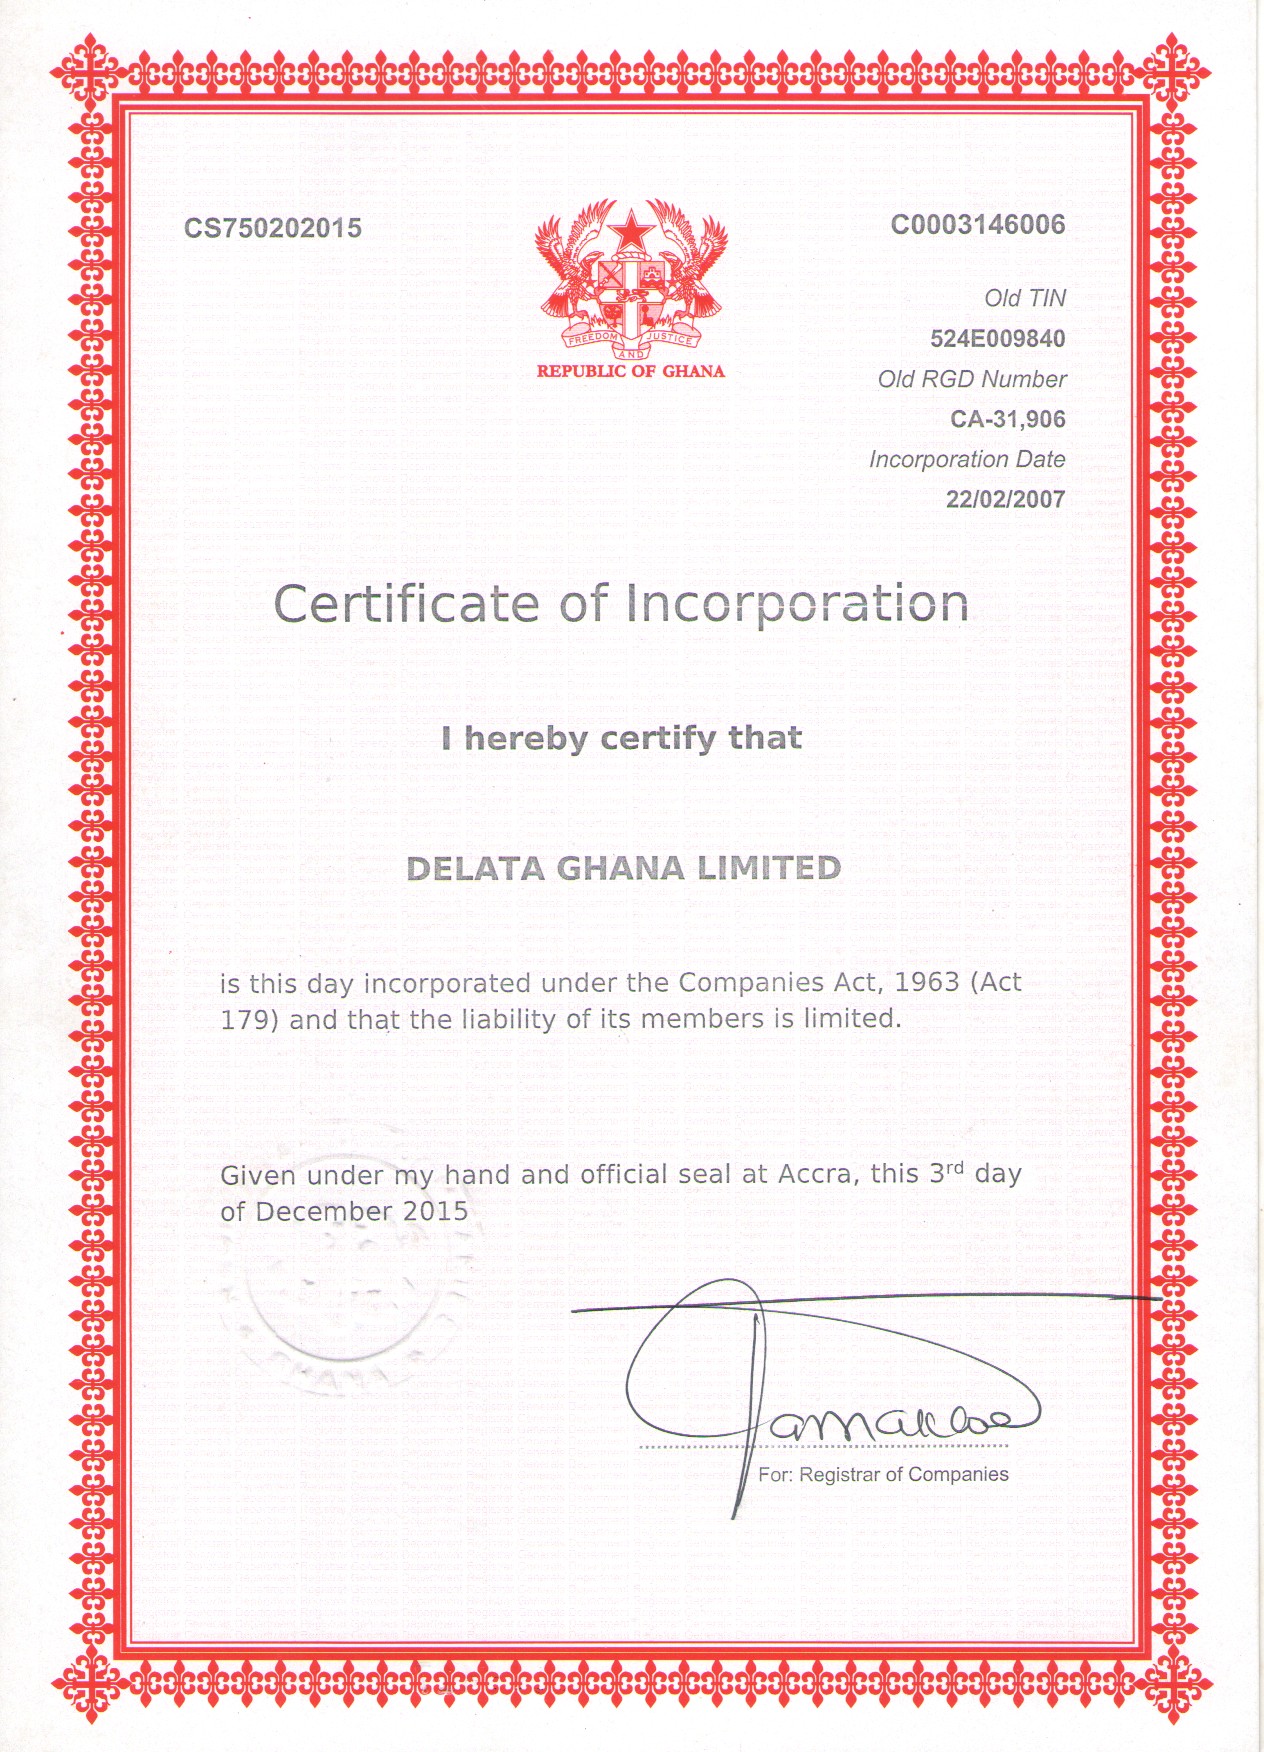 CS750202015
C0003146006
FREEDOM AND JUSTICE
REPUBLIC OF GHANA
Old TIN
524E009840
Old RGD Number
CA-31,906
Incorporation Date
22/02/2007
Certificate of Incorporation
I hereby certify that
DELATA GHANA LIMITED
is this day incorporated under the Companies Act, 1963 (Act
179) and that the liability of its members is limited.
Given under my hand and official seal at Accra, this 3rd day
of December 2015
For: Registrar of Companies